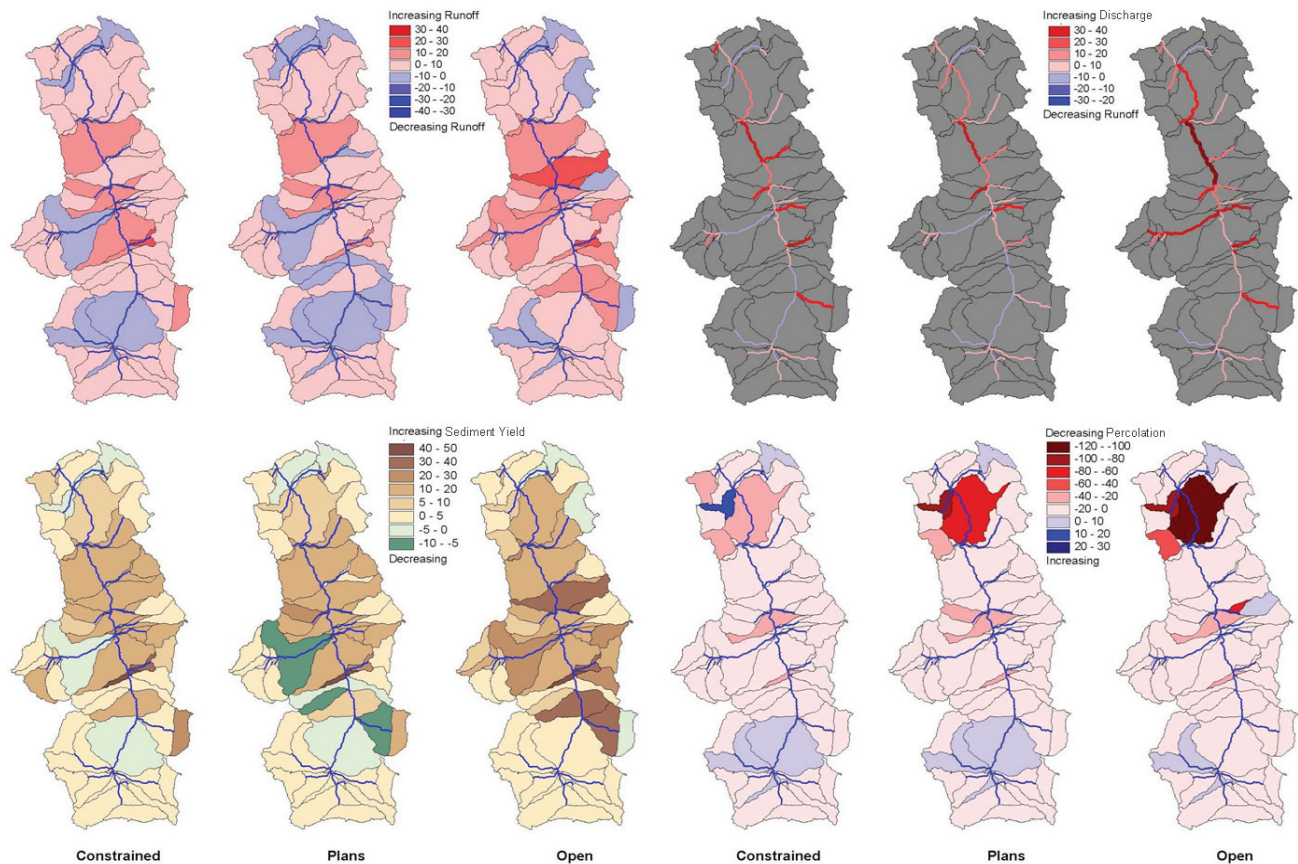 Increasing Runoff
30 - 40
20 - 30
10 - 20
0 - 10
-10 - 0
-20 - -10
-30 - -20
-40 - -30
Decreasing Runoff
Increasing Discharge
30 - 40
20 - 30
10 - 20
0 - 10
-10 - 0
-20 - -10
-30 - -20
Decreasing Runoff
Increasing Sediment Yield
40 - 50
30 - 40
20 - 30
10 - 20
5 - 10
0 - 5
-5 - 0
-10 - -5
Decreasing
Decreasing Percolation
-120 - -100
-100 - -80
-80 - -60
-60 - -40
-40 - -20
-20 - 0
0 - 10
10 - 20
20 - 30
Increasing
Constrained Plans Open Constrained Plans Open